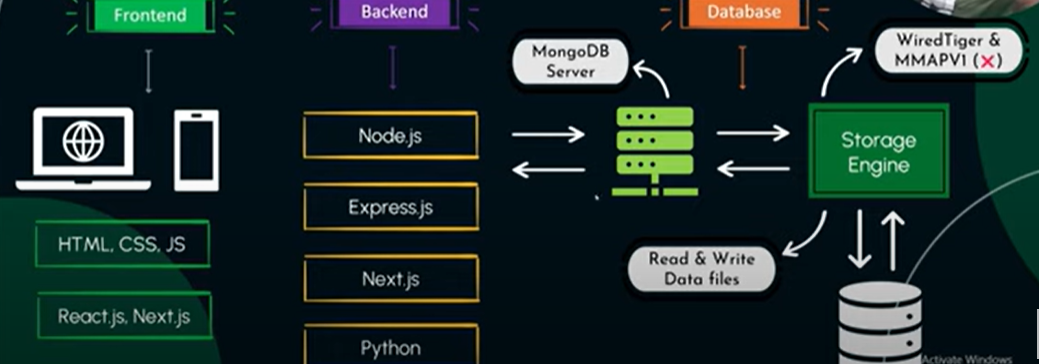 Frontend
Backend
Database
MongoDB
Server
WiredTiger &
MMAPV1 (❌)
Node.js
Storage
Engine
Express.js
HTML, CSS, JS
Read & Write
Data files
Next.js
React.js, Next.js
Python
Activate Windows